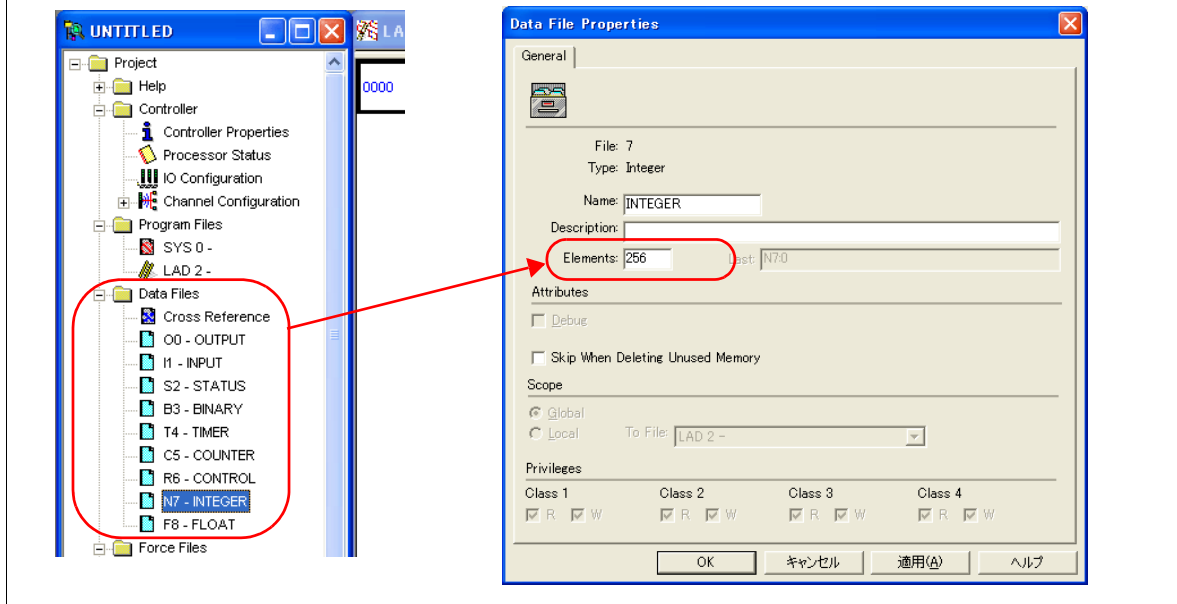 UNTITLED
Project
Help
Controller
Controller Properties
Processor Status
IO Configuration
Channel Configuration
Program Files
SYS 0 -
LAD 2 -
Data Files
Cross Reference
O0 - OUTPUT
I1 - INPUT
S2 - STATUS
B3 - BINARY
T4 - TIMER
C5 - COUNTER
R6 - CONTROL
N7 - INTEGER
F8 - FLOAT
Force Files
LA
0000
Data File Properties
General
File: 7
Type: Integer
Name: INTEGER
Description:
Elements: 256 Last: N7:0
Attributes
Debug
Skip When Deleting Unused Memory
Scope
Global
Local To File: LAD 2 -
Privileges
Class 1 Class 2 Class 3 Class 4
R W R W R W R W
OK キャンセル 適用(A) ヘルプ